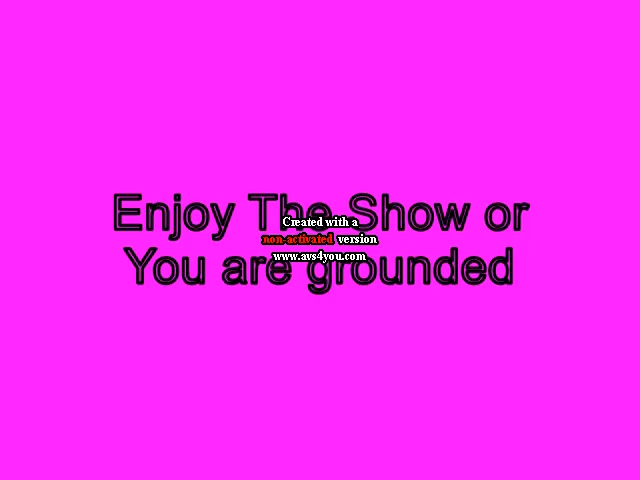 Enjoy The Show or
You are grounded
Created with a
non-activated version
www.avs4you.com